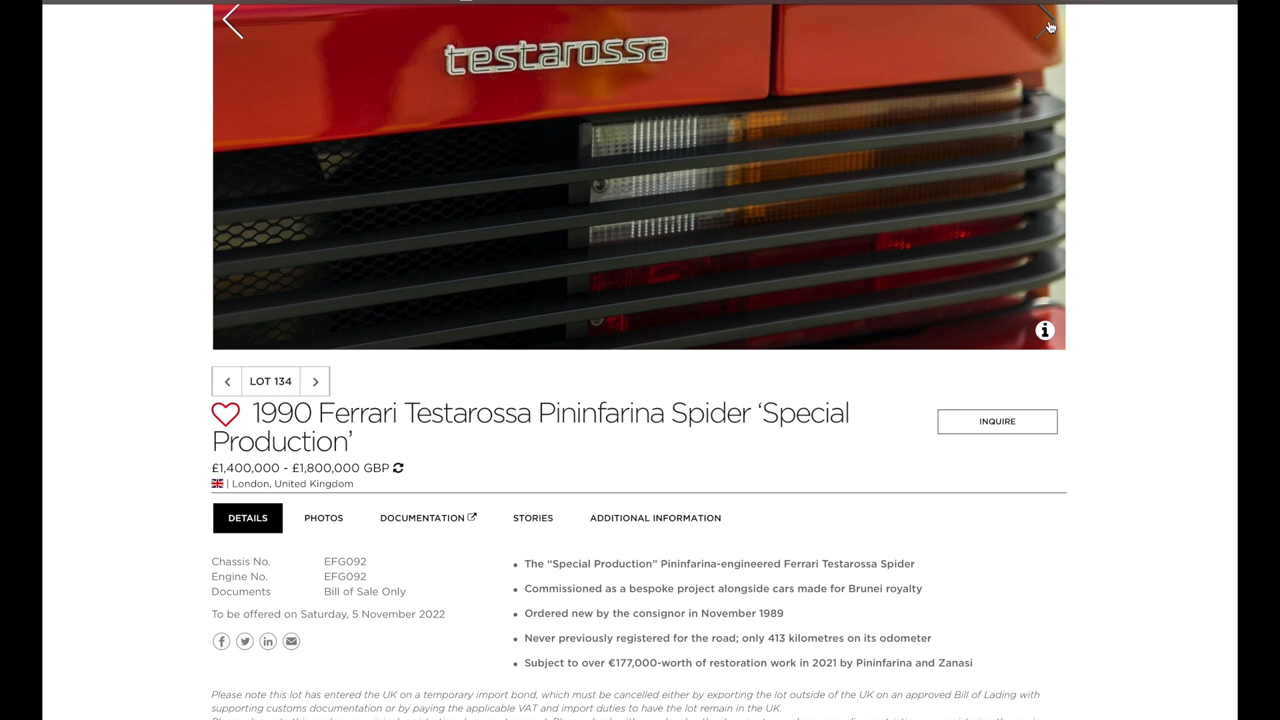 testarossa
LOT 134
1990 Ferrari Testarossa Pininfarina Spider ‘Special
Production’
INQUIRE
£1,400,000 - £1,800,000 GBP
| London, United Kingdom
DETAILS
PHOTOS
DOCUMENTATION
STORIES
ADDITIONAL INFORMATION
Chassis No. EFG092
Engine No. EFG092
Documents Bill of Sale Only
To be offered on Saturday, 5 November 2022
• The “Special Production” Pininfarina-engineered Ferrari Testarossa Spider
• Commissioned as a bespoke project alongside cars made for Brunei royalty
• Ordered new by the consignor in November 1989
• Never previously registered for the road; only 413 kilometres on its odometer
• Subject to over €177,000-worth of restoration work in 2021 by Pininfarina and Zanasi
Please note this lot has entered the UK on a temporary import bond, which must be cancelled either by exporting the lot outside of the UK on an approved Bill of Lading with
supporting customs documentation or by paying the applicable VAT and import duties to have the lot remain in the UK.